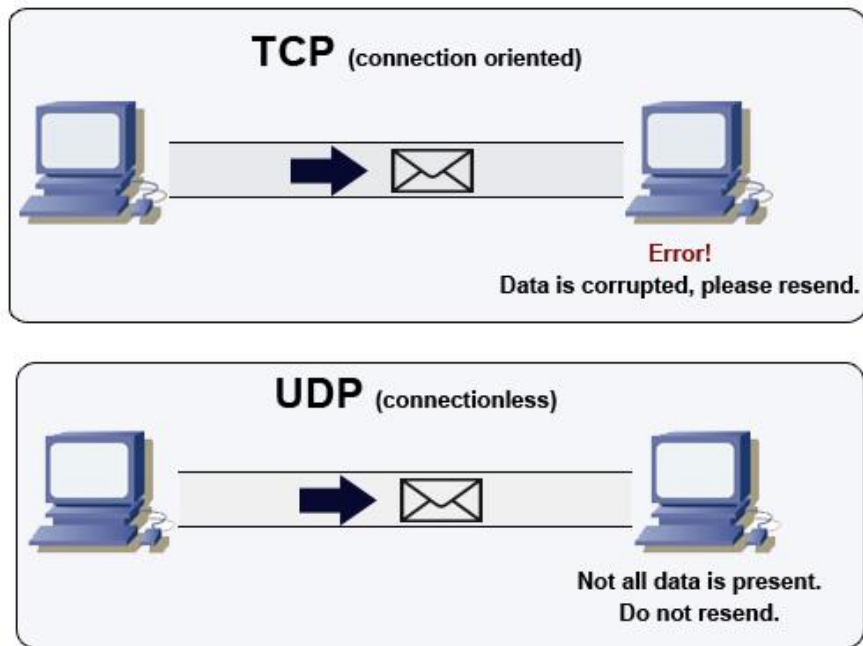 TCP (connection oriented)
Error!
Data is corrupted, please resend.
UDP (connectionless)
Not all data is present.
Do not resend.